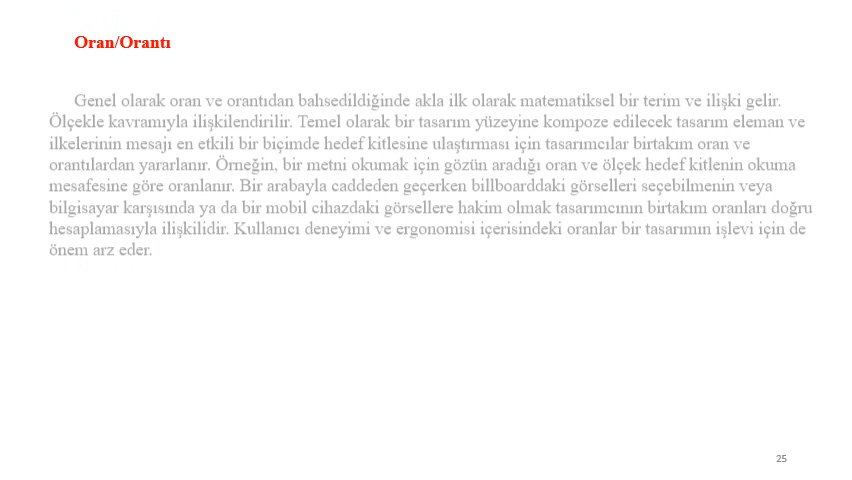 Oran/Orantı
Genel olarak oran ve orantıdan bahsedildiğinde akla ilk olarak matematiksel bir terim ve ilişki gelir.
Ölçekle kavramıyla ilişkilendirilir. Temel olarak bir tasarım yüzeyine kompoze edilecek tasarım eleman ve
ilkelerinin mesajı en etkili bir biçimde hedef kitlesine ulaştırması için tasarımcılar birtakım oran ve
orantılardan yararlanır. Örneğin, bir metni okumak için gözün aradığı oran ve ölçek hedef kitlenin okuma
mesafesine göre oranlanır. Bir arabayla caddeden geçerken billboarddaki görselleri seçebilmenin veya
bilgisayar karşısında ya da bir mobil cihazdaki görsellere hakim olmak tasarımcının birtakım oranları doğru
hesaplamasıyla ilişkilidir. Kullanıcı deneyimi ve ergonomisi içerisindeki oranlar bir tasarımın işlevi için de
önem arz eder.
25